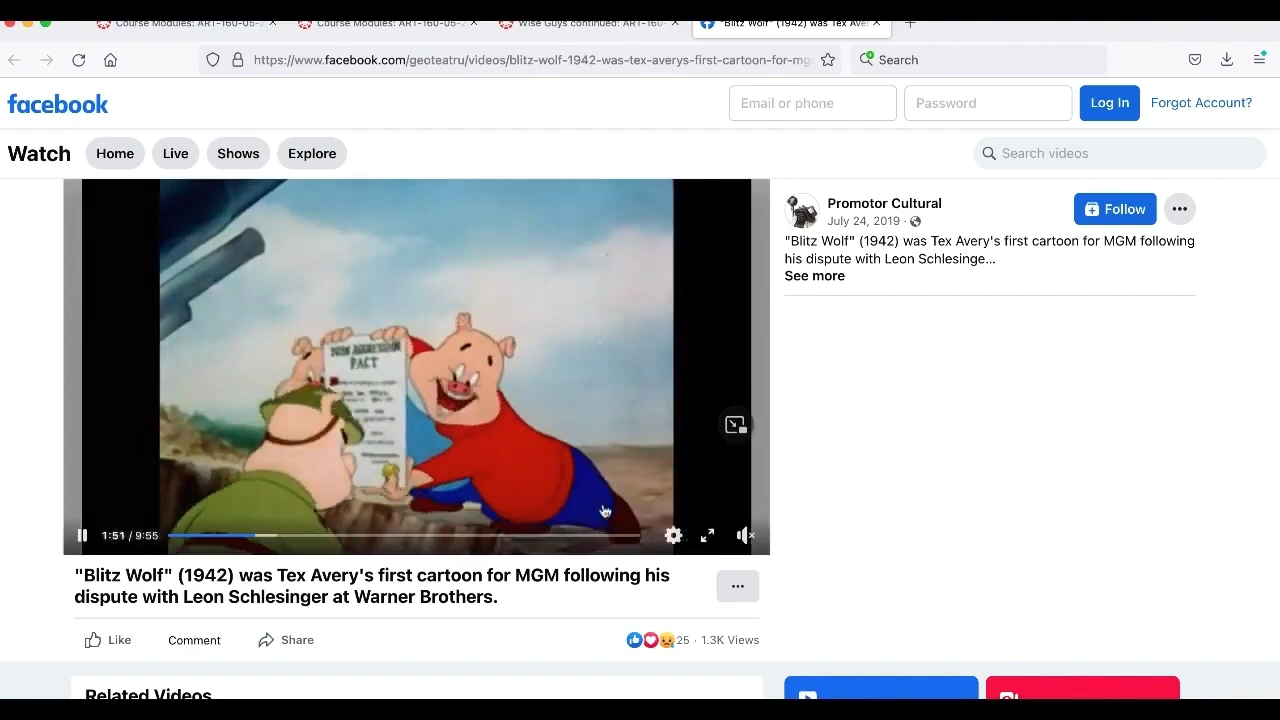 Course Modules: ART-160-05-2
Course Modules: ART-160-05-2
Wise Guys continued: ART-160-
"Blitz Wolf" (1942) was Tex Aver
https://www.facebook.com/geoteatru/videos/blitz-wolf-1942-was-tex-averys-first-cartoon-for-mg
Search
facebook
Email or phone
Password
Log In
Forgot Account?
Watch
Home
Live
Shows
Explore
Search videos
NON AGGRESSION
PACT
1:51 / 9:55
Promotor Cultural
July 24, 2019 ·
Follow
"Blitz Wolf" (1942) was Tex Avery's first cartoon for MGM following
his dispute with Leon Schlesinge...
See more
"Blitz Wolf" (1942) was Tex Avery's first cartoon for MGM following his
dispute with Leon Schlesinger at Warner Brothers.
Like
Comment
Share
25 · 1.3K Views
Related Videos